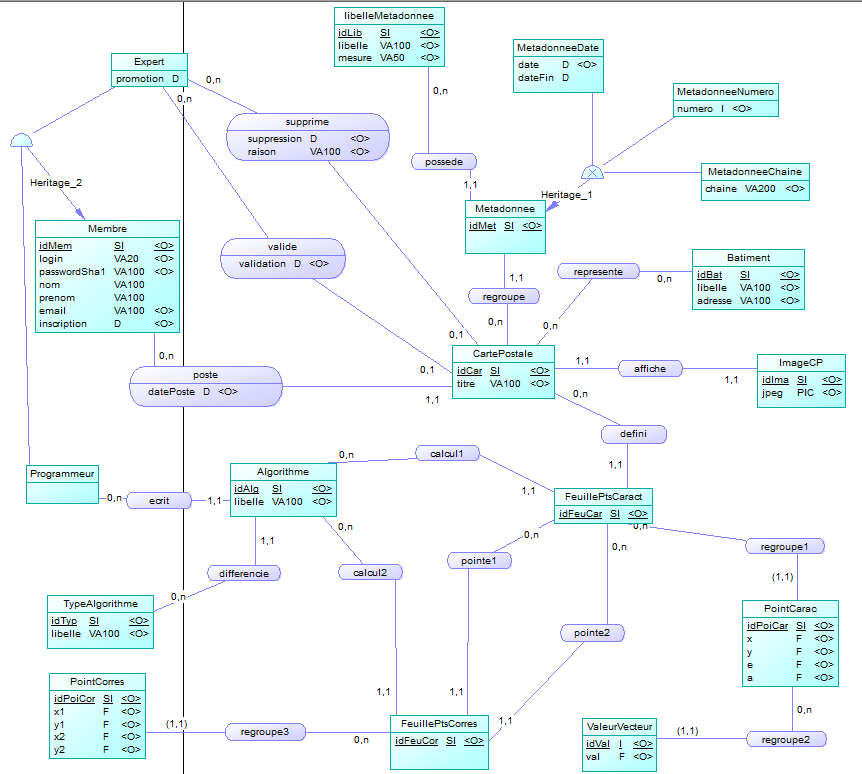 libelleMetadonnee
idLib SI <O>
libelle VA100 <O>
mesure VA50 <O>
MetadonneeDate
date D <O>
dateFin D
Expert
promotion D
0,n
0,n
0,n
MetadonneeNumero
numero I <O>
supprime
suppression D <O>
raison VA100 <O>
possede
1,1
MetadonneeChaine
chaine VA200 <O>
Heritage_2
Heritage_1
Metadonnee
idMet SI <O>
Membre
idMem SI <O>
login VA20 <O>
passwordSha1 VA100 <O>
nom VA100
prenom VA100
email VA100 <O>
inscription D <O>
valide
validation D <O>
1,1
represente
0,n
Batiment
idBat SI <O>
libelle VA100 <O>
adresse VA100 <O>
regroupe
0,n
0,n
0,1
0,n
CartePostale
idCar SI <O>
titre VA100 <O>
0,1
1,1
poste
datePoste D <O>
1,1
affiche
1,1
ImageCP
idIma SI <O>
jpeg PIC <O>
0,n
defini
1,1
Programmeur
0,n
ecrit
1,1
Algorithme
idAlg SI <O>
libelle VA100 <O>
0,n
calcul1
1,1
FeuillePtsCaract
idFeuCar SI <O>
0,n
1,1
0,n
0,n
0,n
differencie
calcul2
pointe1
regroupe1
(1,1)
0,n
TypeAlgorithme
idTyp SI <O>
libelle VA100 <O>
pointe2
PointCarac
idPoiCar SI <O>
x F <O>
y F <O>
e F <O>
a F <O>
PointCorres
idPoiCor SI <O>
x1 F <O>
y1 F <O>
x2 F <O>
y2 F <O>
1,1
1,1
0,n
(1,1)
regroupe3
0,n
FeuillePtsCorres
idFeuCor SI <O>
1,1
ValeurVecteur
idVal I <O>
val F <O>
(1,1)
regroupe2